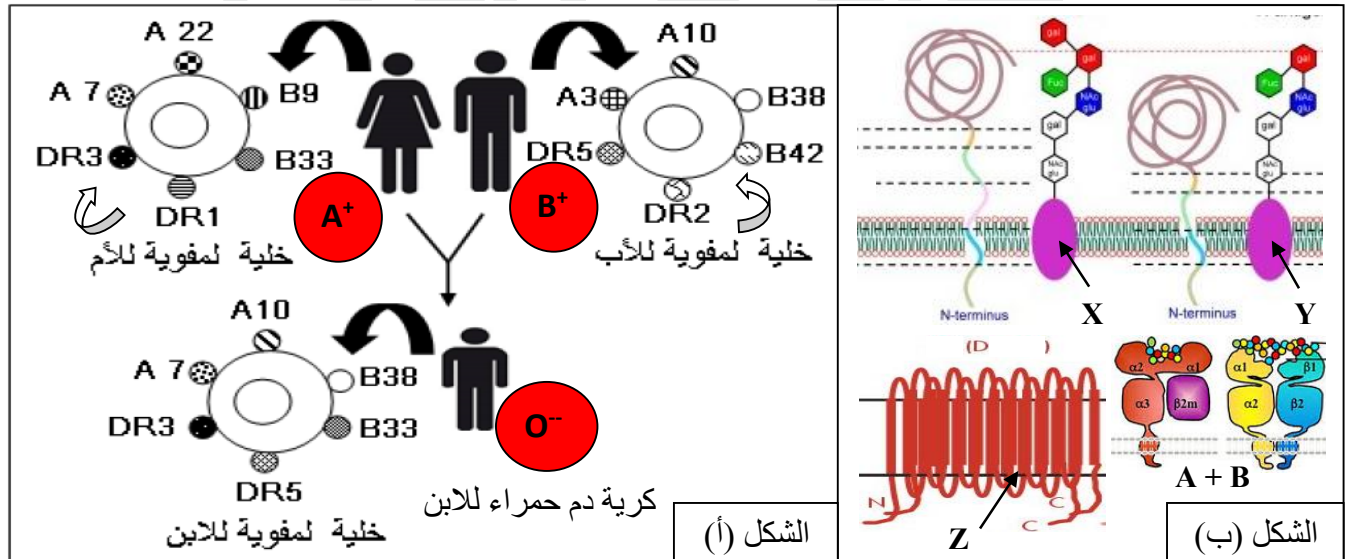 A 22
A 7
B9
DR3
B33
DR1
A⁺
خلية لمفوية للأم
A10
A3
B38
DR5
B42
DR2
B⁺
خلية لمفوية للأب
A10
A 7
B38
DR3
B33
DR5
O⁻⁻
خلية لمفوية للابن
كرية دم حمراء للابن
الشكل (أ)
gal
gal
Fuc
NAc glu
gal
NAc glu
N-terminus
X
gal
Fuc
NAc glu
gal
NAc glu
N-terminus
Y
(D )
N
C
C
Z
α2 α1
α3 β2m
α1 β1
α2 β2
A + B
الشكل (ب)